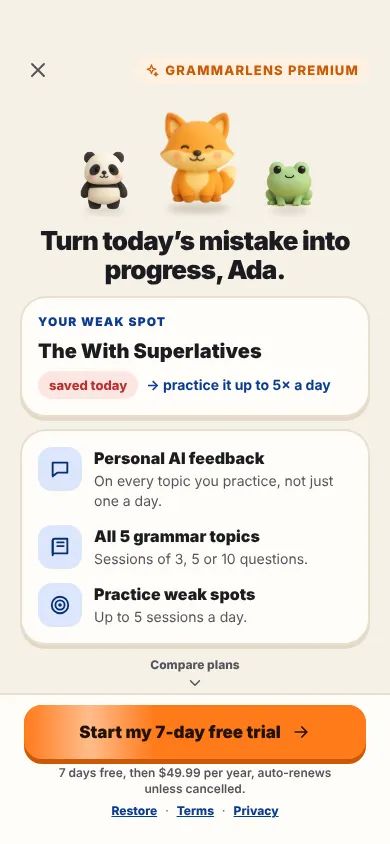 GRAMMARLENS PREMIUM
Turn today’s mistake into
progress, Ada.
YOUR WEAK SPOT
The With Superlatives
saved today → practice it up to 5× a day
Personal AI feedback
On every topic you practice, not just
one a day.
All 5 grammar topics
Sessions of 3, 5 or 10 questions.
Practice weak spots
Up to 5 sessions a day.
Compare plans
Start my 7-day free trial →
7 days free, then $49.99 per year, auto-renews
unless cancelled.
Restore · Terms · Privacy